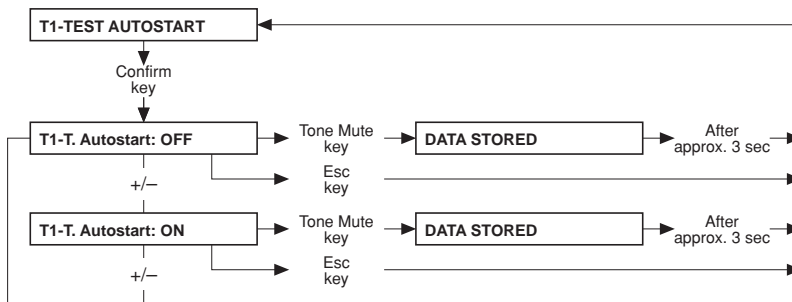 T1-TEST AUTOSTART
Confirm
key
T1-T. Autostart: OFF
Tone Mute
key
DATA STORED
After
approx. 3 sec
Esc
key
+/–
T1-T. Autostart: ON
Tone Mute
key
DATA STORED
After
approx. 3 sec
Esc
key
+/–